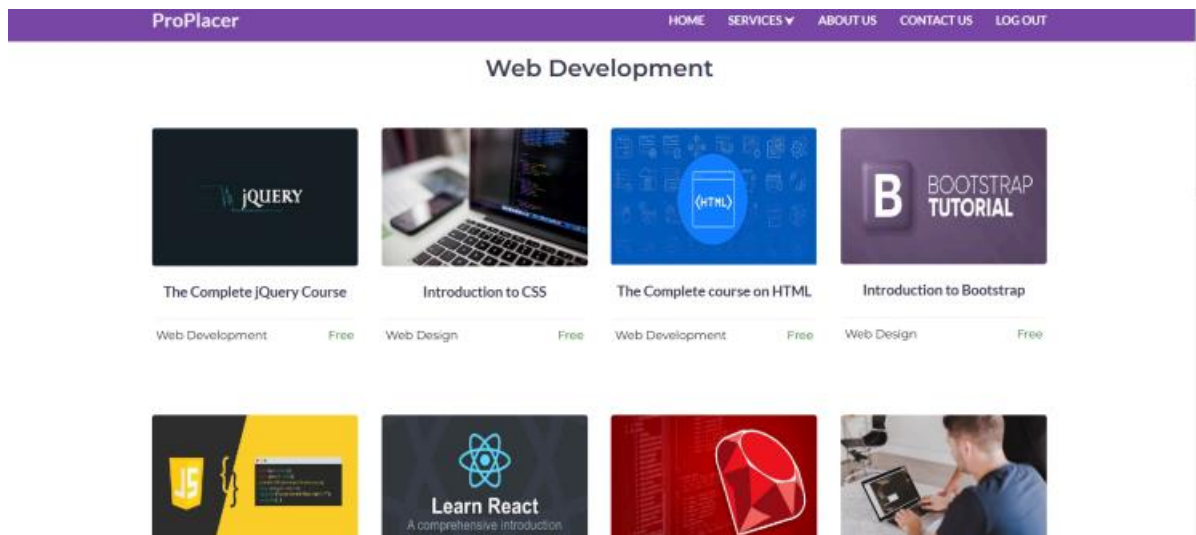 ProPlacer
HOME SERVICES ABOUT US CONTACT US LOG OUT
Web Development
jQUERY
<HTML>
B BOOTSTRAP
TUTORIAL
The Complete jQuery Course
Introduction to CSS
The Complete course on HTML
Introduction to Bootstrap
Web Development Free
Web Design Free
Web Development Free
Web Design Free
JS
Learn React
A comprehensive introduction